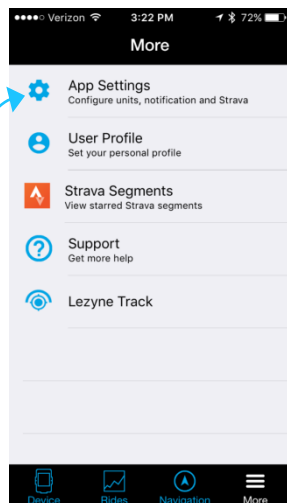 Verizon 3:22 PM 72%
More
App Settings
Configure units, notification and Strava
User Profile
Set your personal profile
Strava Segments
View starred Strava segments
Support
Get more help
Lezyne Track
Device Rides Navigation More